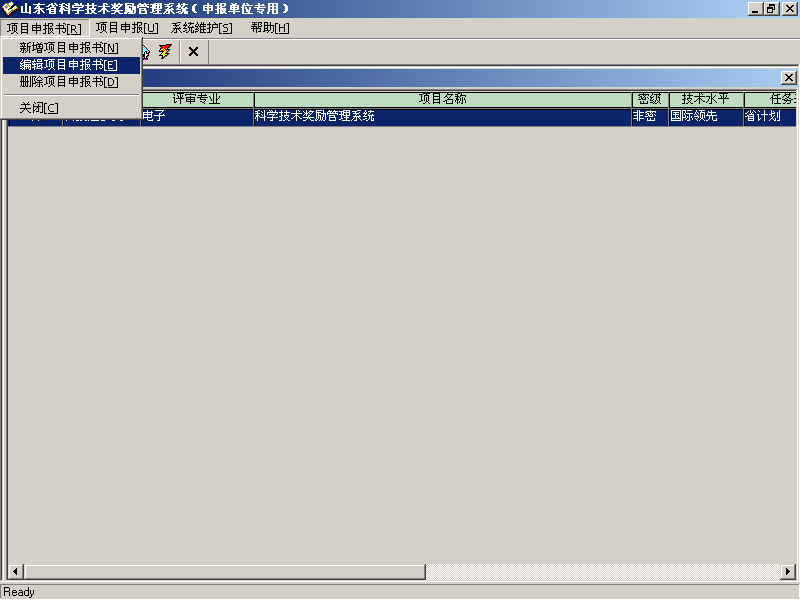 山东省科学技术奖励管理系统（申报单位专用）
项目申报书[R] 项目申报[U] 系统维护[S] 帮助[H]
新增项目申报书[N]
编辑项目申报书[E]
删除项目申报书[D]
关闭[C]
评审专业 项目名称 密级 技术水平 任务
电子 科学技术奖励管理系统 非密 国际领先 省计划
Ready